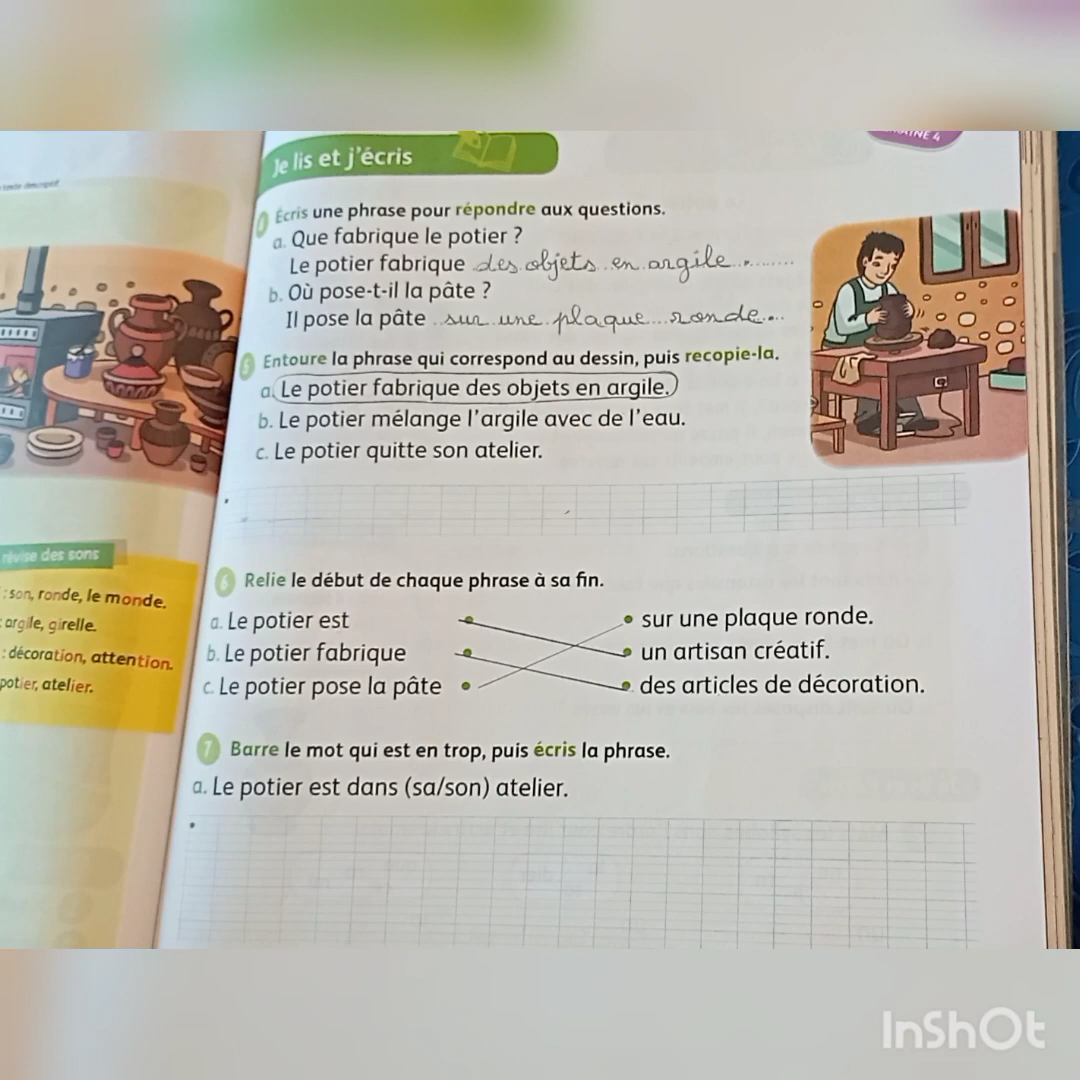 Je lis et j'écris
Écris une phrase pour répondre aux questions.
a. Que fabrique le potier ?
Le potier fabrique des objets en argile
b. Où pose-t-il la pâte ?
Il pose la pâte sur une plaque ronde.
5 Entoure la phrase qui correspond au dessin, puis recopie-la.
a. Le potier fabrique des objets en argile.
b. Le potier mélange l'argile avec de l'eau.
c. Le potier quitte son atelier.
6 Relie le début de chaque phrase à sa fin.
a. Le potier est
sur une plaque ronde.
b. Le potier fabrique
un artisan créatif.
c. Le potier pose la pâte
des articles de décoration.
7 Barre le mot qui est en trop, puis écris la phrase.
a. Le potier est dans (sa/son) atelier.
révise des sons
: son, ronde, le monde.
: argile, girelle.
: décoration, attention.
potier, atelier.
InShOt